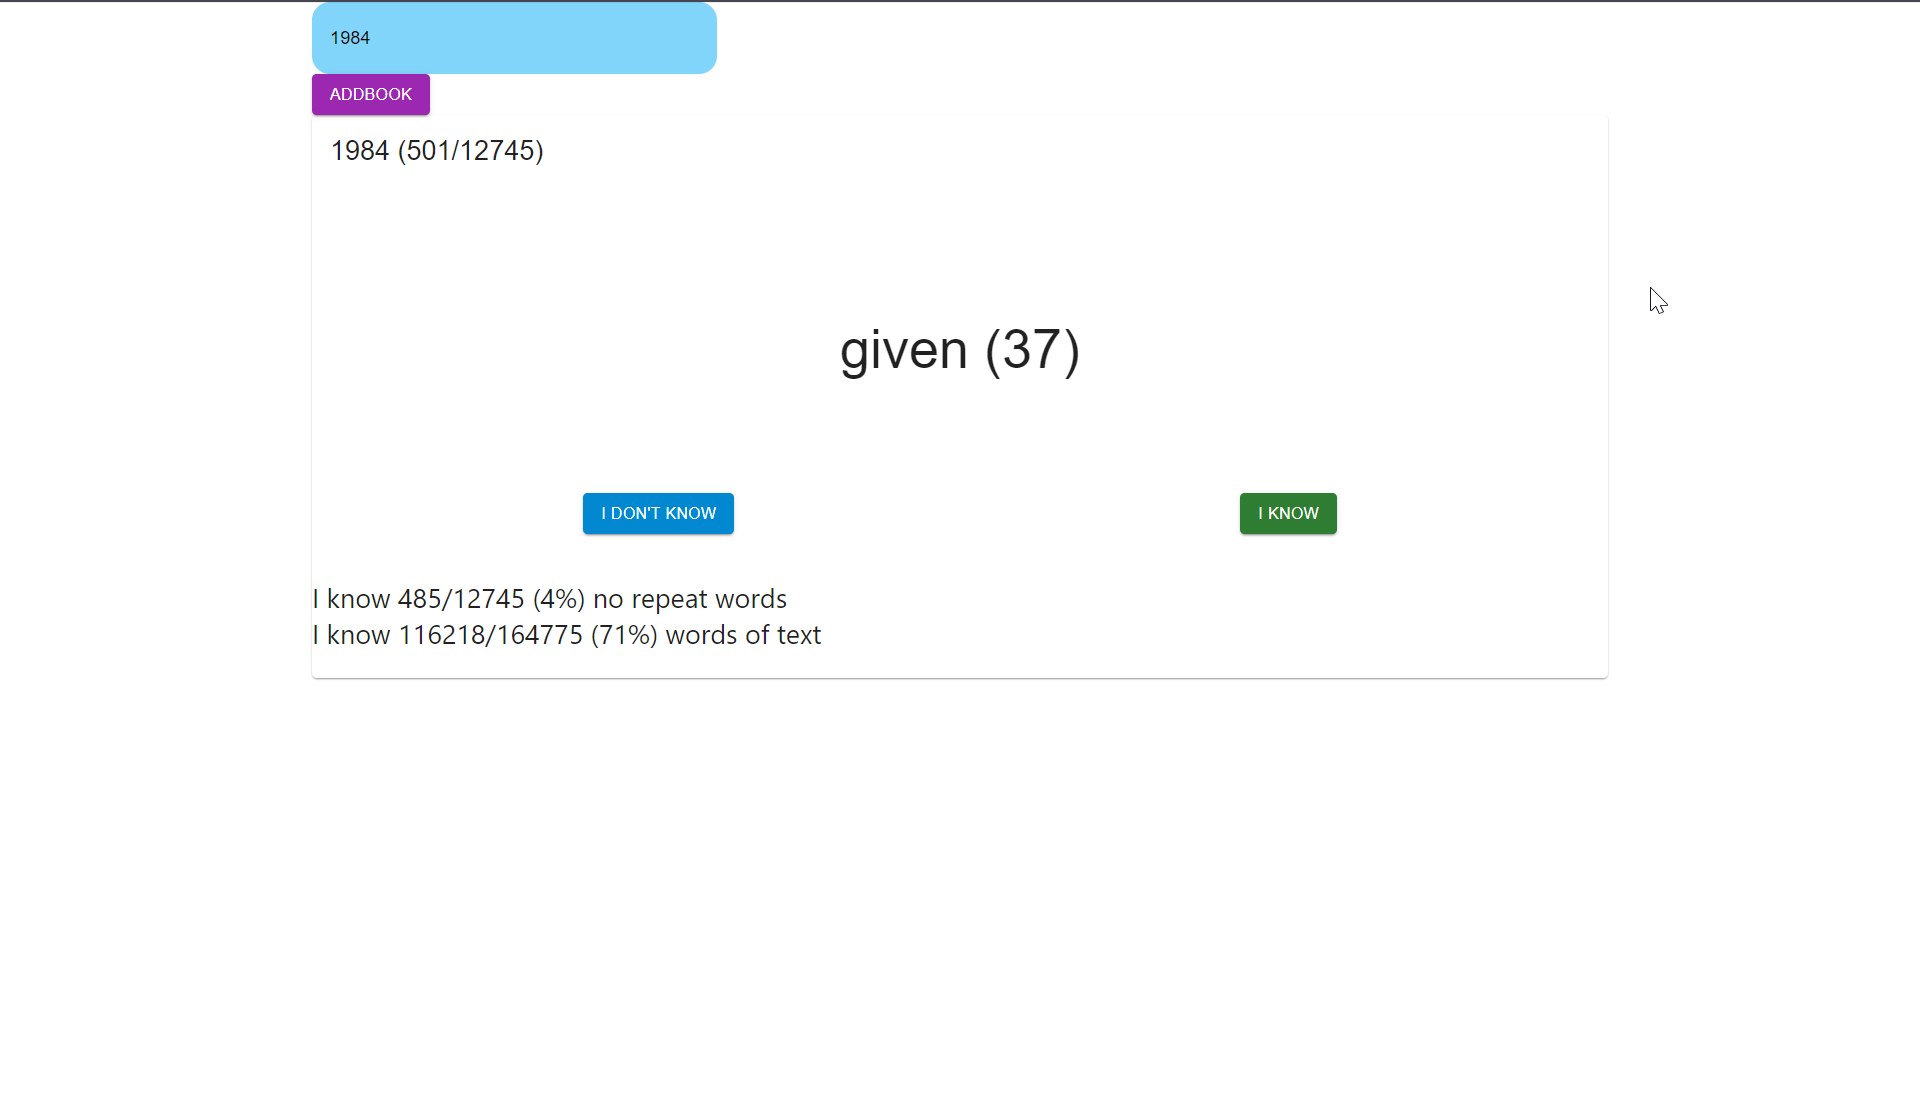 1984
ADDBOOK
1984 (501/12745)
given (37)
I DON'T KNOW
I KNOW
I know 485/12745 (4%) no repeat words
I know 116218/164775 (71%) words of text